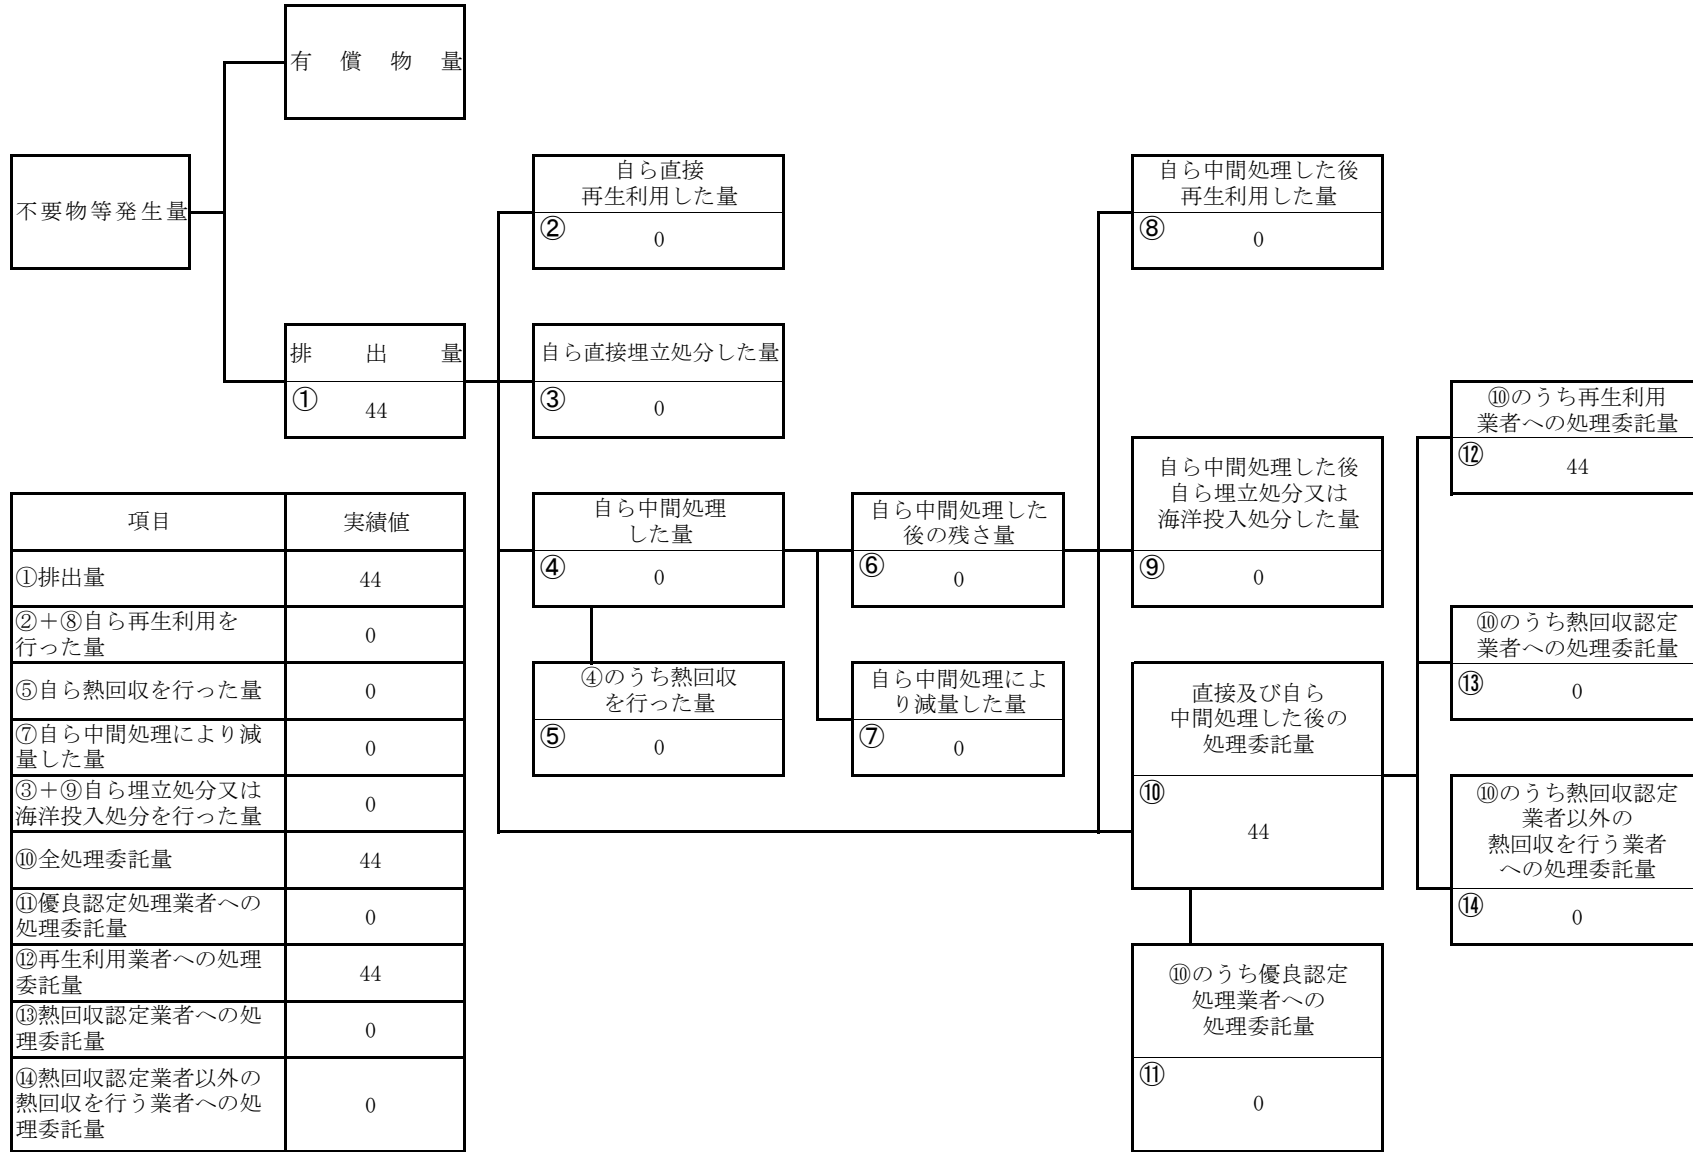 有償物量
不要物等発生量
排出量
①
44
自ら直接
再生利用した量
②
0
自ら直接埋立処分した量
③
0
自ら中間処理
した量
④
0
④のうち熱回収
を行った量
⑤
0
自ら中間処理した
後の残さ量
⑥
0
自ら中間処理によ
り減量した量
⑦
0
自ら中間処理した後
再生利用した量
⑧
0
自ら中間処理した後
自ら埋立処分又は
海洋投入処分した量
⑨
0
直接及び自ら
中間処理した後の
処理委託量
⑩
44
⑩のうち優良認定
処理業者への
処理委託量
⑪
0
⑩のうち再生利用
業者への処理委託量
⑫
44
⑩のうち熱回収認定
業者への処理委託量
⑬
0
⑩のうち熱回収認定
業者以外の
熱回収を行う業者
への処理委託量
⑭
0
項目 実績値
①排出量 44
②＋⑧自ら再生利用を
行った量 0
⑤自ら熱回収を行った量 0
⑦自ら中間処理により減
量した量 0
③＋⑨自ら埋立処分又は
海洋投入処分を行った量 0
⑩全処理委託量 44
⑪優良認定処理業者への
処理委託量 0
⑫再生利用業者への処理
委託量 44
⑬熱回収認定業者への処
理委託量 0
⑭熱回収認定業者以外の
熱回収を行う業者への処
理委託量 0